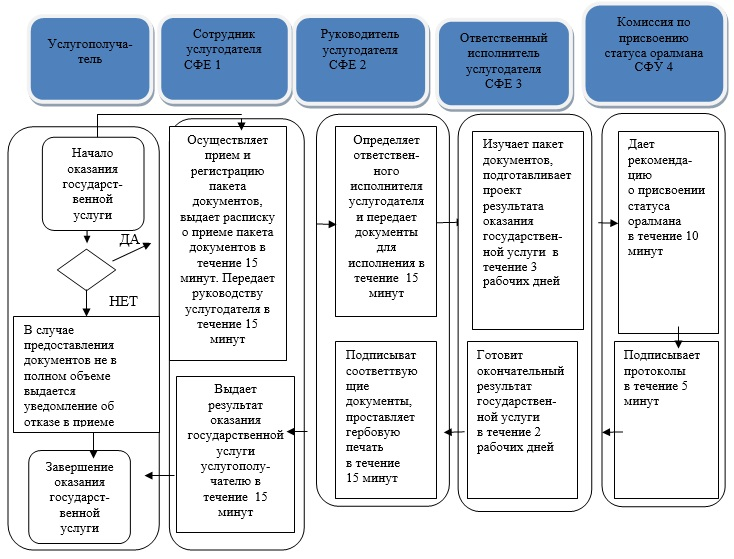 Услугополуча-
тель
Сотрудник
услугодателя
СФЕ 1
Руководитель
услугодателя
СФЕ 2
Ответственный
исполнитель
услугодателя
СФЕ 3
Комиссия по
присвоению
статуса оралмана
СФУ 4
Начало
оказания
государст-
венной
услуги
ДА
НЕТ
В случае
предоставления
документов не в
полном объеме
выдается
уведомление об
отказе в приеме
Завершение
оказания
государст-
венной
услуги
Осуществляет
прием и
регистрацию
пакета
документов,
выдает расписку
о приеме пакета
документов в
течение 15
минут. Передает
руководству
услугодателя в
течение 15
минут
Выдает
результат
оказания
государственной
услуги
услугополу-
чателю в
течение 15
минут
Определяет
ответствен-
ного
исполнителя
услугодателя
и передает
документы
для
исполнения в
течение 15
минут
Подписыват
соответтвую
щие
документы,
проставляет
гербовую
печать
в течение
15 минут
Изучает пакет
документов,
подготавливает
проект
результата
оказания
государствен-
ной услуги в
течение 3
рабочих дней
Готовит
окончательный
результат
государствен-
ной услуги
в течение 2
рабочих дней
Дает
рекоменда-
цию
о присвоении
статуса
оралмана
в течение 10
минут
Подписывает
протоколы
в течение 5
минут